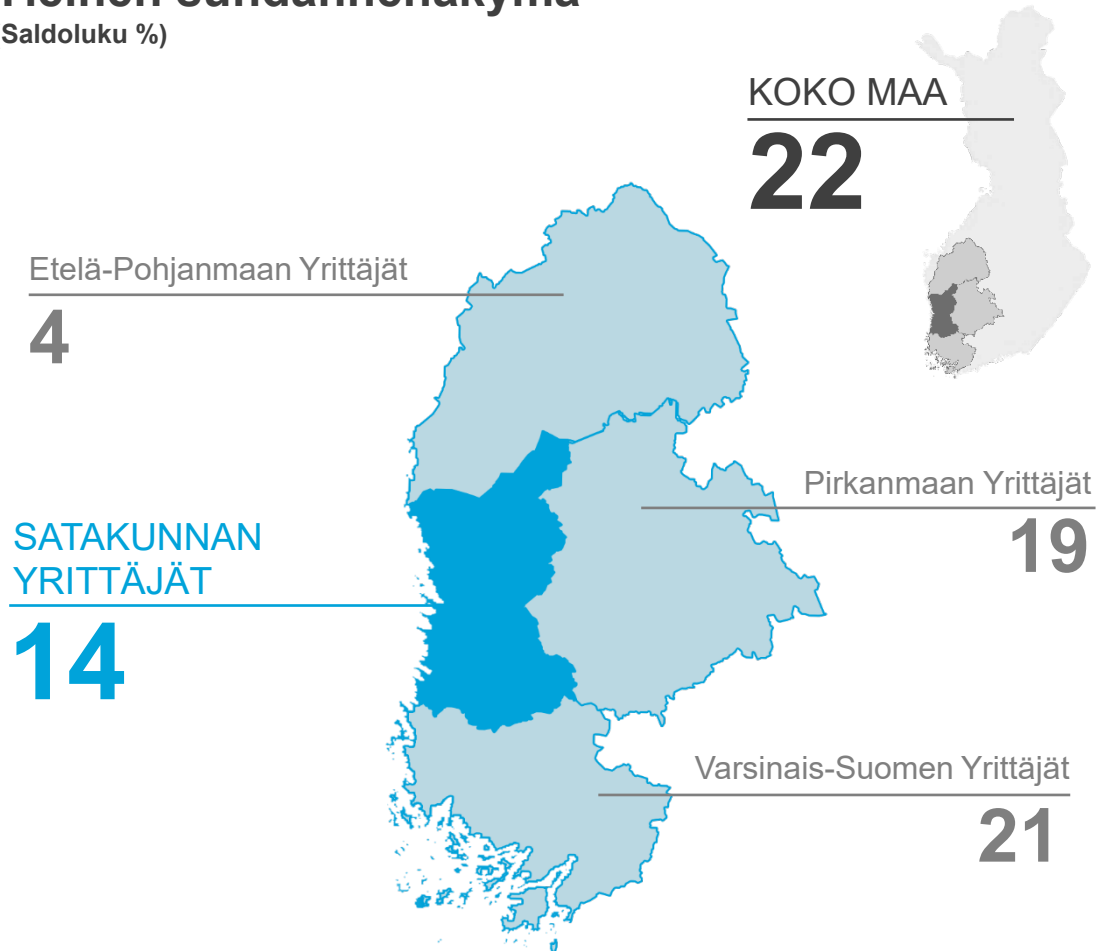 Saldoluku %)
KOKO MAA
22
Etelä-Pohjanmaan Yrittäjät
4
Pirkanmaan Yrittäjät
19
SATAKUNNAN
YRITTÄJÄT
14
Varsinais-Suomen Yrittäjät
21